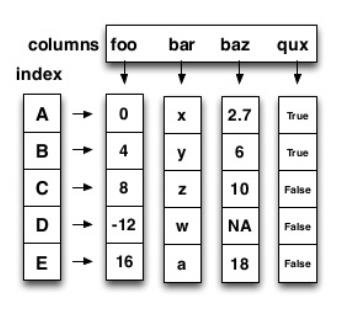 columns foo bar baz qux
index
A 0 x 2.7 True
B 4 y 6 True
C 8 z 10 False
D -12 w NA False
E 16 a 18 False